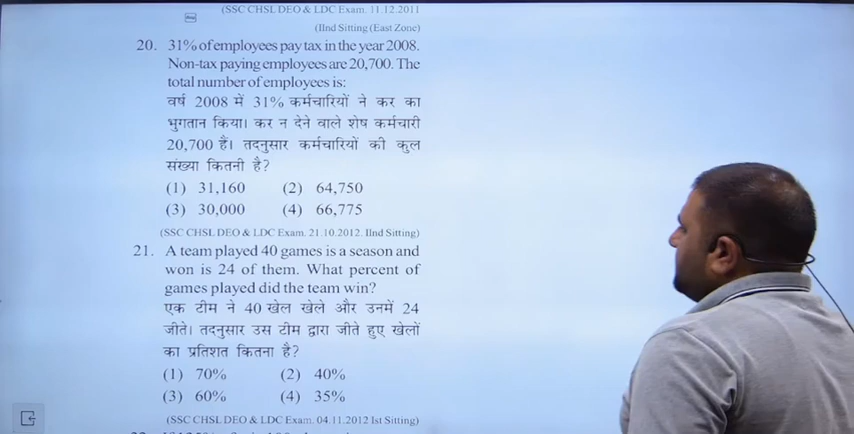 (SSC CHSL DEO & LDC Exam. 11.12.2011
(IInd Sitting (East Zone)
20. 31% of employees pay tax in the year 2008.
Non-tax paying employees are 20,700. The
total number of employees is:
वर्ष 2008 में 31% कर्मचारियों ने कर का
भुगतान किया। कर न देने वाले शेष कर्मचारी
20,700 हैं। तदनुसार कर्मचारियों की कुल
संख्या कितनी है?
(1) 31,160 (2) 64,750
(3) 30,000 (4) 66,775
(SSC CHSL DEO & LDC Exam. 21.10.2012. IInd Sitting)
21. A team played 40 games is a season and
won is 24 of them. What percent of
games played did the team win?
एक टीम ने 40 खेल खेले और उनमें 24
जीते। तदनुसार उस टीम द्वारा जीते हुए खेलों
का प्रतिशत कितना है?
(1) 70% (2) 40%
(3) 60% (4) 35%
(SSC CHSL DEO & LDC Exam. 04.11.2012 Ist Sitting)